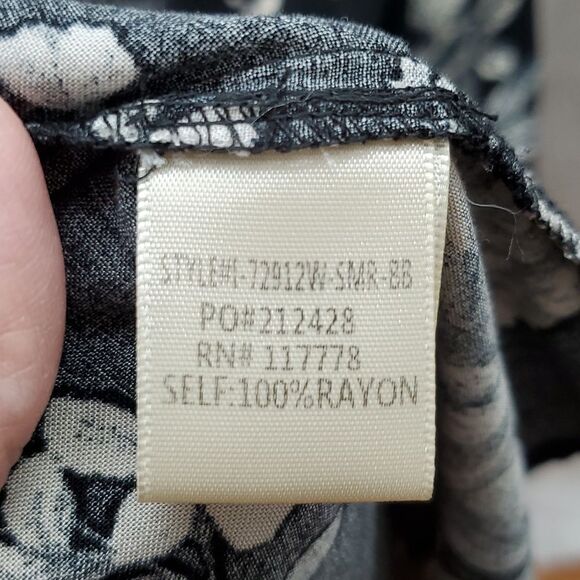 STYLE#I-72912W-SMR-BB
PO#212428
RN# 117778
SELF:100%RAYON